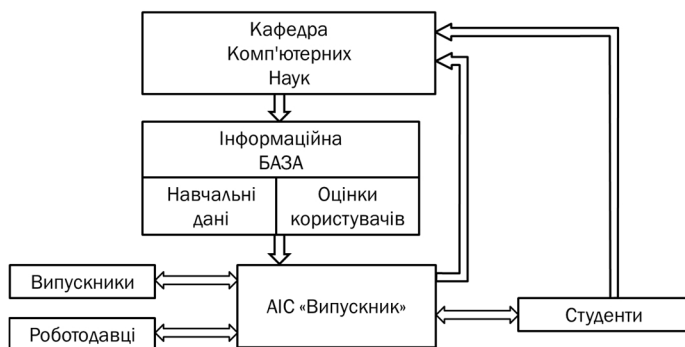 Кафедра
Комп'ютерних
Наук
Інформаційна
БАЗА
Навчальні
дані
Оцінки
користувачів
Випускники
АІС «Випускник»
Студенти
Роботодавці